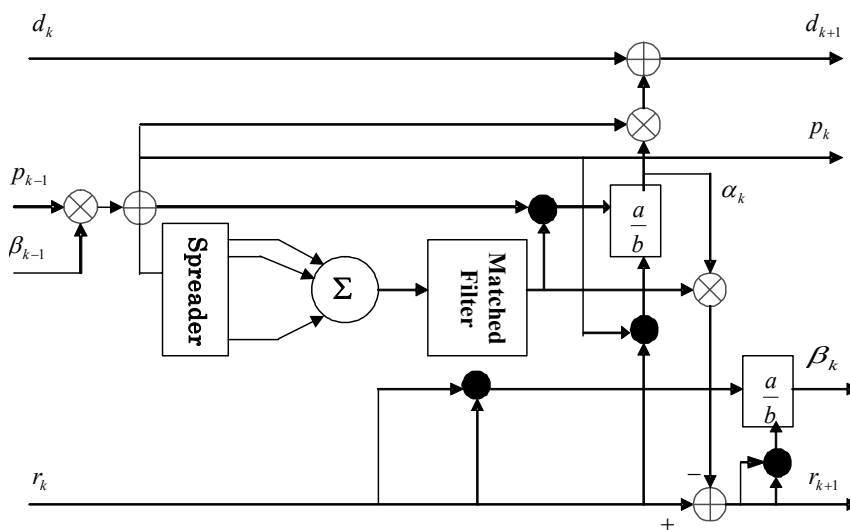 d_k
d_{k+1}
p_k
p_{k-1}
β_{k-1}
α_k
a
b
Spreader
Σ
Matched
Filter
β_k
a
b
r_k
r_{k+1}
−
+